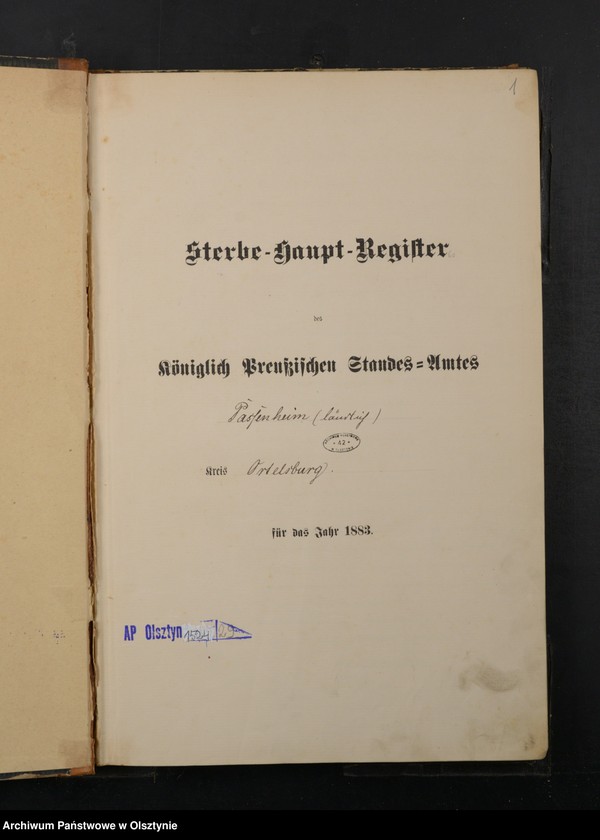 1
Sterbe-Haupt-Register
des
Königlich Preußischen Standes=Amtes
Passenheim (ländlich)
42
Kreis Ortelsburg.
für das Jahr 1883.
AP Olsztyn
Archiwum Państwowe w Olsztynie